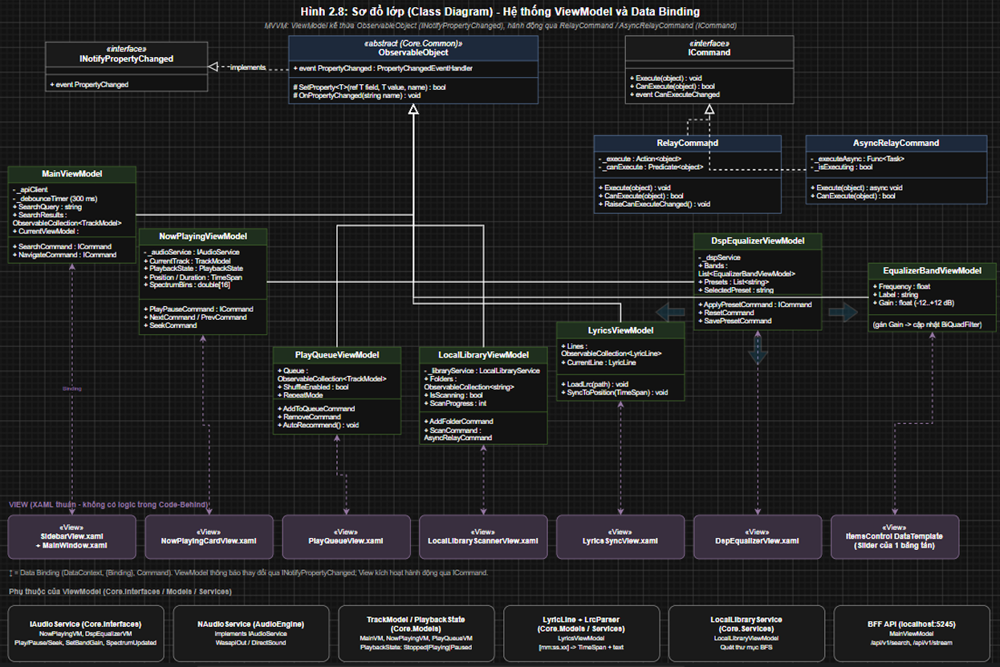 Hình 2.8: Sơ đồ lớp (Class Diagram) - Hệ thống ViewModel và Data Binding
MVVM: ViewModel kế thừa ObservableObject (INotifyPropertyChanged), hành động qua RelayCommand / AsyncRelayCommand (ICommand)
«interface»
INotifyPropertyChanged
+ event PropertyChanged
implements
«abstract (Core.Common)»
ObservableObject
+ event PropertyChanged : PropertyChangedEventHandler
# SetProperty<T>(ref T field, T value, name) : bool
# OnPropertyChanged(string name) : void
«interface»
ICommand
+ Execute(object) : void
+ CanExecute(object) : bool
+ event CanExecuteChanged
RelayCommand
- _execute : Action<object>
- _canExecute : Predicate<object>
+ Execute(object) : void
+ CanExecute(object) : bool
+ RaiseCanExecuteChanged() : void
AsyncRelayCommand
- _executeAsync : Func<Task>
- _isExecuting : bool
+ Execute(object) : async void
+ CanExecute(object) : bool
MainViewModel
- _apiClient
- _debounceTimer (300 ms)
+ SearchQuery : string
+ SearchResults :
ObservableCollection<TrackModel>
+ CurrentViewModel :
+ SearchCommand : ICommand
+ NavigateCommand : ICommand
NowPlayingViewModel
- _audioService : IAudioService
+ CurrentTrack : TrackModel
+ PlaybackState : PlaybackState
+ Position / Duration : TimeSpan
+ SpectrumBins : double[16]
+ PlayPauseCommand : ICommand
+ NextCommand / PrevCommand
+ SeekCommand
DspEqualizerViewModel
- _dspService
+ Bands :
List<EqualizerBandViewModel>
+ Presets : List<string>
+ SelectedPreset : string
+ ApplyPresetCommand : ICommand
+ ResetCommand
+ SavePresetCommand
EqualizerBandViewModel
+ Frequency : float
+ Label : string
+ Gain : float (-12..+12 dB)
(gán Gain -> cập nhật BiQuadFilter)
LyricsViewModel
+ Lines :
ObservableCollection<LyricLine>
+ CurrentLine : LyricLine
+ LoadLrc(path) : void
+ SyncToPosition(TimeSpan) : void
PlayQueueViewModel
+ Queue :
ObservableCollection<TrackModel>
+ ShuffleEnabled : bool
+ RepeatMode
+ AddToQueueCommand
+ RemoveCommand
+ AutoRecommend() : void
LocalLibraryViewModel
- _libraryService : LocalLibraryService
+ Folders :
ObservableCollection<string>
+ IsScanning : bool
+ ScanProgress : int
+ AddFolderCommand
+ ScanCommand :
AsyncRelayCommand
Binding
VIEW (XAML thuần - không có logic trong Code-Behind)
«View»
SidebarView.xaml
+ MainWindow.xaml
«View»
NowPlayingCardView.xaml
«View»
PlayQueueView.xaml
«View»
LocalLibraryScannerView.xaml
«View»
LyricsSyncView.xaml
«View»
DspEqualizerView.xaml
«View»
ItemsControl DataTemplate
(Slider của 1 băng tần)
↕ = Data Binding (DataContext, {Binding}, Command). ViewModel thông báo thay đổi qua INotifyPropertyChanged; View kích hoạt hành động qua ICommand.
Phụ thuộc của ViewModel (Core.Interfaces / Models / Services)
IAudioService (Core.Interfaces)
NowPlayingVM, DspEqualizerVM
Play/Pause/Seek, SetBandGain, SpectrumUpdated
NAudioService (AudioEngine)
implements IAudioService
WasapiOut / DirectSound
TrackModel / PlaybackState
(Core.Models)
MainVM, NowPlayingVM, PlayQueueVM
PlaybackState: Stopped|Playing|Paused
LyricLine + LrcParser
(Core.Models / Services)
LyricsViewModel
[mm:ss.xx] -> TimeSpan + text
LocalLibraryService
(Core.Services)
LocalLibraryViewModel
Quét thư mục BFS
BFF API (localhost:5245)
MainViewModel
/api/v1/search, /api/v1/stream